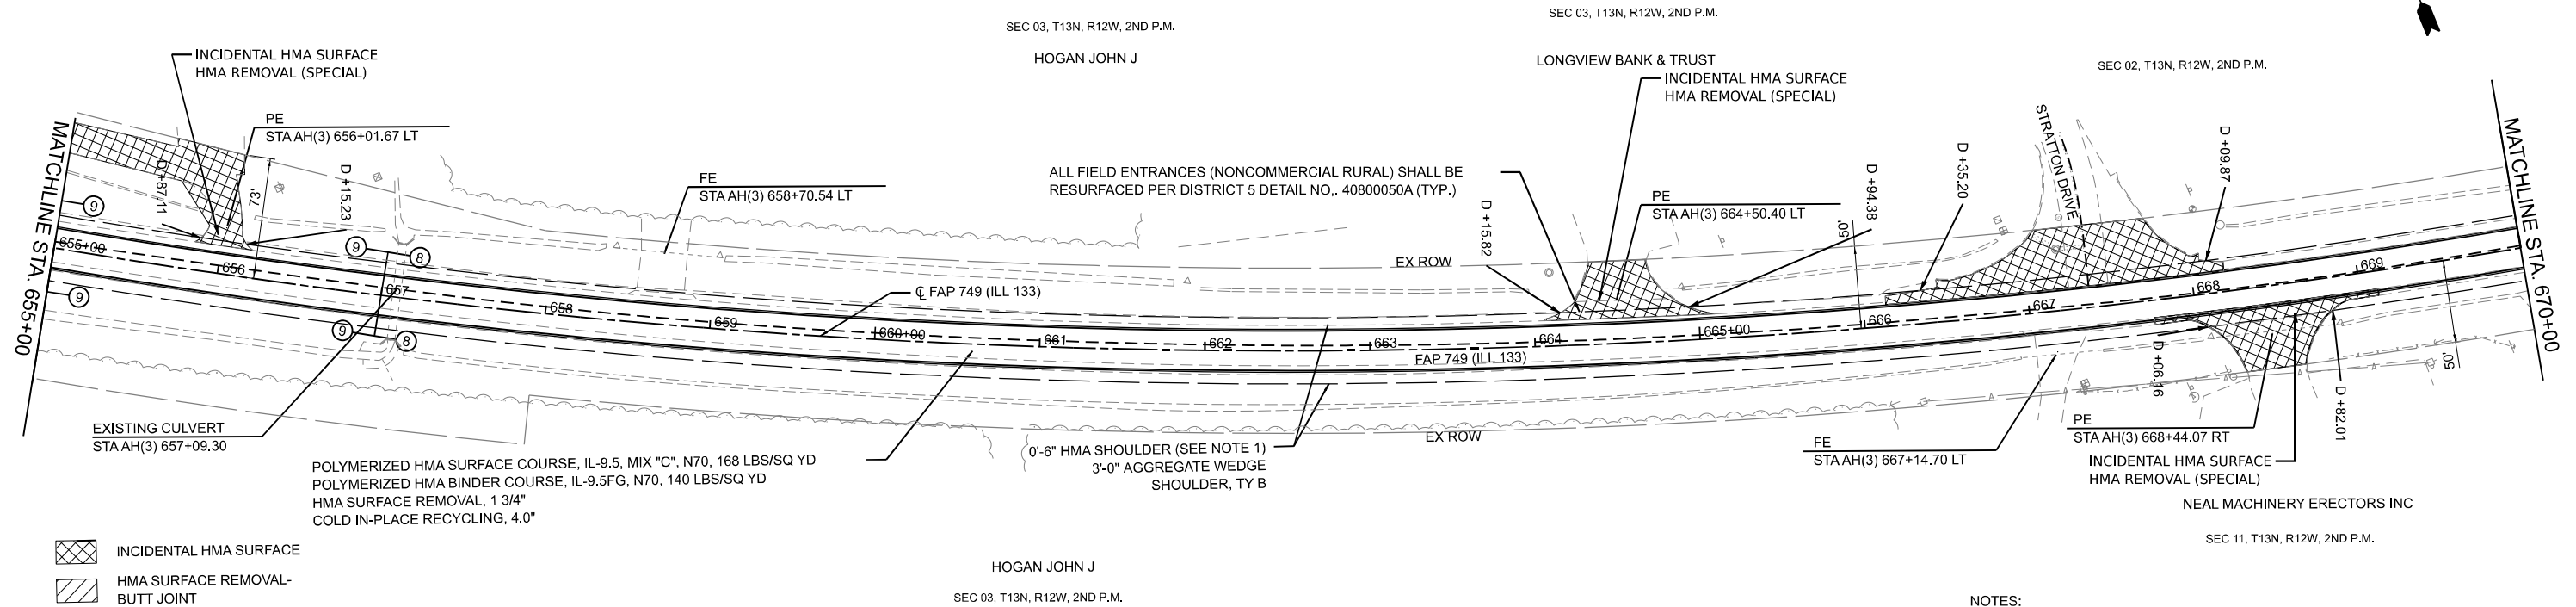 SEC 03, T13N, R12W, 2ND P.M.
HOGAN JOHN J
SEC 03, T13N, R12W, 2ND P.M.
LONGVIEW BANK & TRUST
SEC 02, T13N, R12W, 2ND P.M.
INCIDENTAL HMA SURFACE
HMA REMOVAL (SPECIAL)
INCIDENTAL HMA SURFACE
HMA REMOVAL (SPECIAL)
MATCHLINE STA. 655+00
PE
STA AH(3) 656+01.67 LT
D +87.11
73'
D +15.23
FE
STA AH(3) 658+70.54 LT
ALL FIELD ENTRANCES (NONCOMMERCIAL RURAL) SHALL BE
RESURFACED PER DISTRICT 5 DETAIL NO,. 40800050A (TYP.)
PE
STA AH(3) 664+50.40 LT
D +15.82
D +94.38
50'
D +35.20
STRATTON DRIVE
D +09.87
MATCHLINE STA. 670+00
9
9
9
8
9
8
EX ROW
℄ FAP 749 (ILL 133)
655+00
656
657
658
659
660+00
661
662
663
664
665+00
666
667
668
669
FAP 749 (ILL 133)
EX ROW
EXISTING CULVERT
STA AH(3) 657+09.30
POLYMERIZED HMA SURFACE COURSE, IL-9.5, MIX "C", N70, 168 LBS/SQ YD
POLYMERIZED HMA BINDER COURSE, IL-9.5FG, N70, 140 LBS/SQ YD
HMA SURFACE REMOVAL, 1 3/4"
COLD IN-PLACE RECYCLING, 4.0"
0'-6" HMA SHOULDER (SEE NOTE 1)
3'-0" AGGREGATE WEDGE
SHOULDER, TY B
FE
STA AH(3) 667+14.70 LT
D +06.16
50'
D +82.01
PE
STA AH(3) 668+44.07 RT
INCIDENTAL HMA SURFACE
HMA REMOVAL (SPECIAL)
NEAL MACHINERY ERECTORS INC
SEC 11, T13N, R12W, 2ND P.M.
INCIDENTAL HMA SURFACE
HMA SURFACE REMOVAL-
BUTT JOINT
HOGAN JOHN J
SEC 03, T13N, R12W, 2ND P.M.
NOTES: